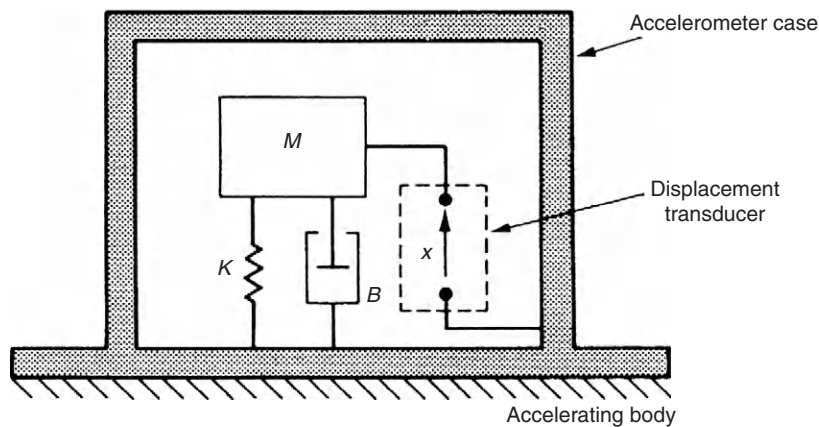 Accelerometer case
M
Displacement
transducer
K
B
x
Accelerating body